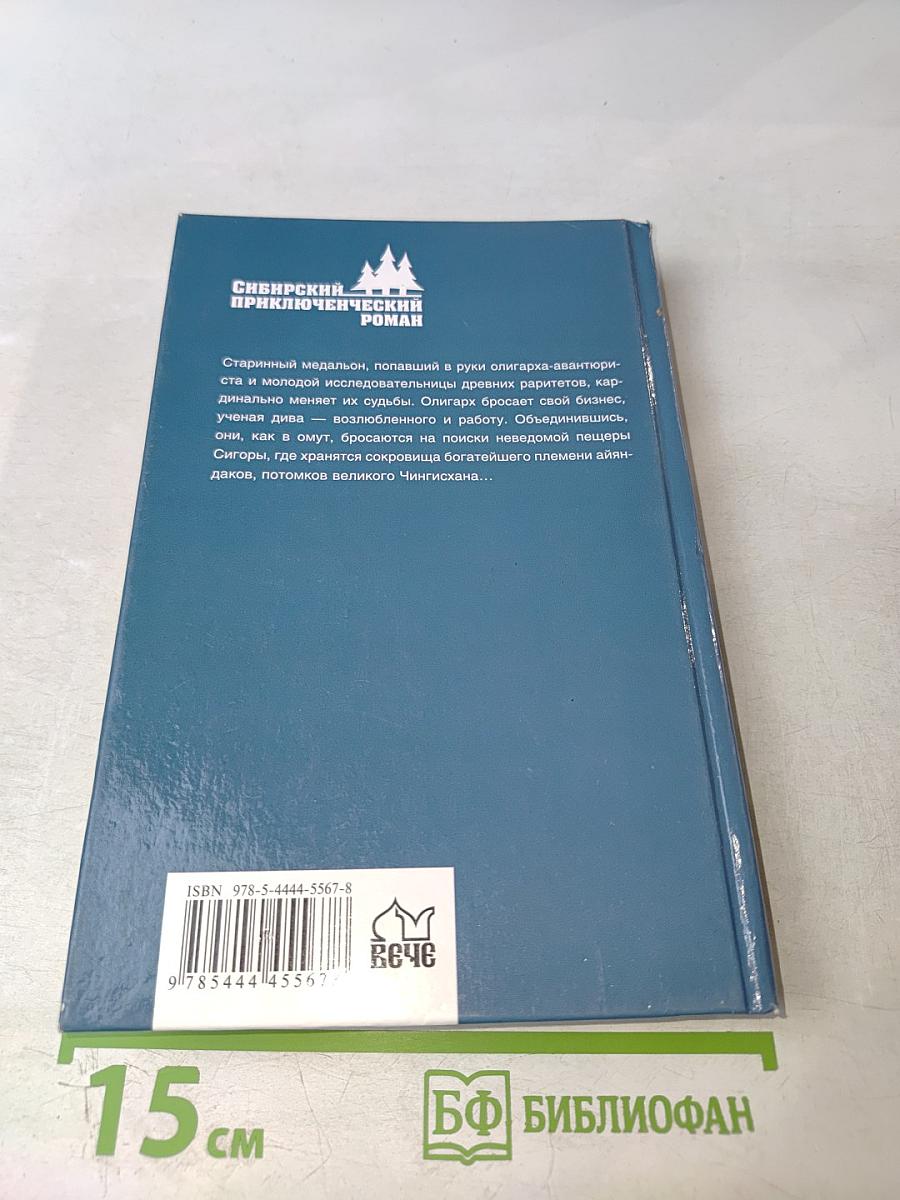 Сибирский
приключенческий
роман
Старинный медальон, попавший в руки олигарха-авантюри-
ста и молодой исследовательницы древних раритетов, кар-
динально меняет их судьбы. Олигарх бросает свой бизнес,
ученая дива — возлюбленного и работу. Объединившись,
они, как в омут, бросаются на поиски неведомой пещеры
Сигоры, где хранятся сокровища богатейшего племени айян-
даков, потомков великого Чингисхана...
ISBN 978-5-4444-5567-8
ВЕЧЕ
9 785444 45567
15 см
БФ БИБЛИОФАН